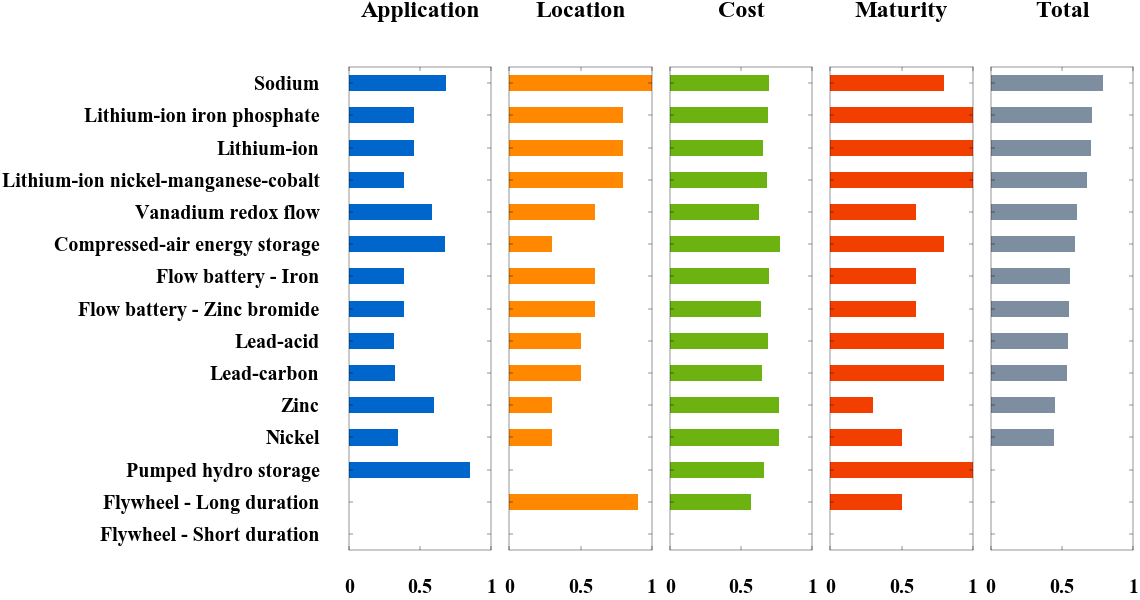 Application Location Cost Maturity Total
Sodium
Lithium-ion iron phosphate
Lithium-ion
Lithium-ion nickel-manganese-cobalt
Vanadium redox flow
Compressed-air energy storage
Flow battery - Iron
Flow battery - Zinc bromide
Lead-acid
Lead-carbon
Zinc
Nickel
Pumped hydro storage
Flywheel - Long duration
Flywheel - Short duration
0 0.5 1 0 0.5 1 0 0.5 1 0 0.5 1 0 0.5 1